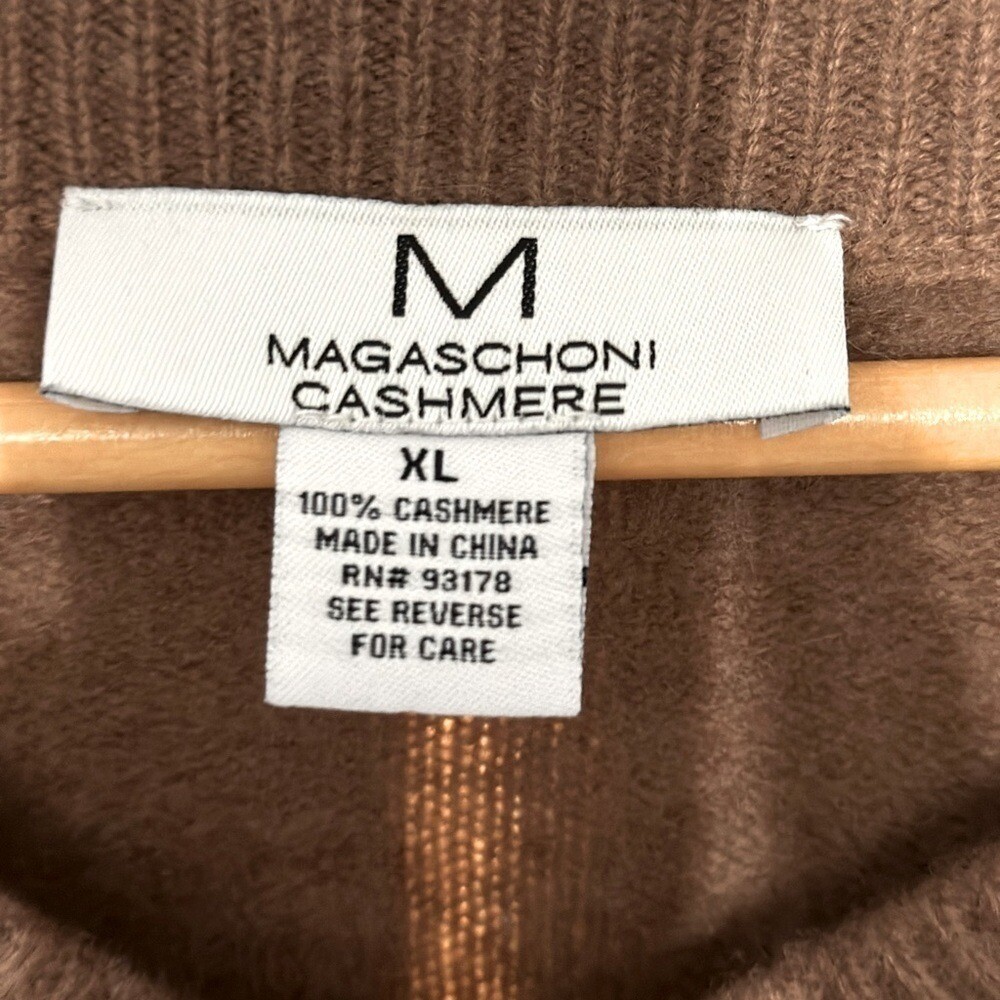 M
MAGASCHONI
CASHMERE
XL
100% CASHMERE
MADE IN CHINA
RN# 93178
SEE REVERSE
FOR CARE